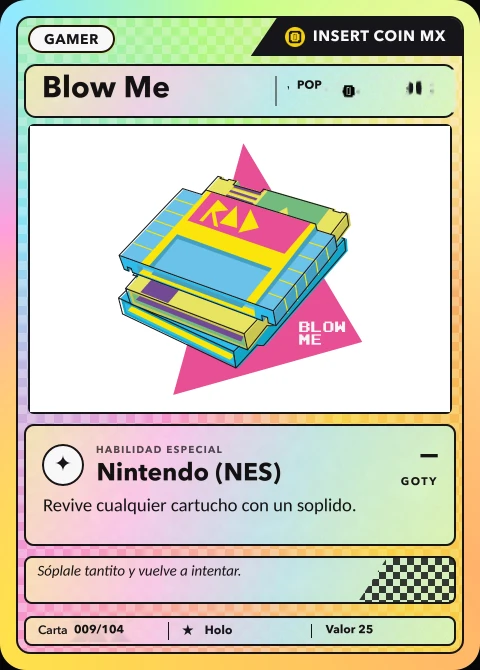 GAMER
INSERT COIN MX
Blow Me
POP
RAD
BLOW
ME
HABILIDAD ESPECIAL
Nintendo (NES)
GOTY
Revive cualquier cartucho con un soplido.
Sóplale tantito y vuelve a intentar.
Carta 009/104
★ Holo
Valor 25